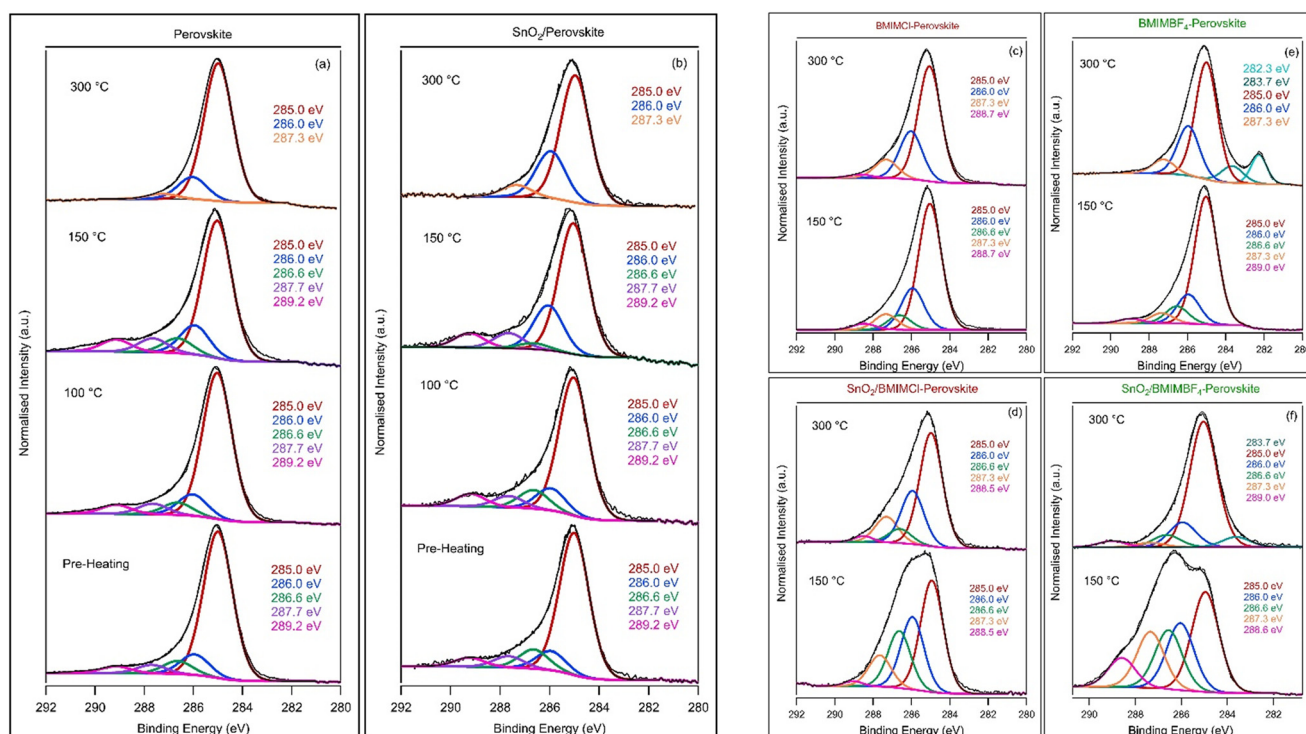 Perovskite
(a)
300 °C
285.0 eV
286.0 eV
287.3 eV
150 °C
285.0 eV
286.0 eV
286.6 eV
287.7 eV
289.2 eV
100 °C
285.0 eV
286.0 eV
286.6 eV
287.7 eV
289.2 eV
Pre-Heating
285.0 eV
286.0 eV
286.6 eV
287.7 eV
289.2 eV
Normalised Intensity (a.u.)
292 290 288 286 284 282 280
Binding Energy (eV)
SnO₂/Perovskite
(b)
300 °C
285.0 eV
286.0 eV
287.3 eV
150 °C
285.0 eV
286.0 eV
286.6 eV
287.7 eV
289.2 eV
100 °C
285.0 eV
286.0 eV
286.6 eV
287.7 eV
289.2 eV
Pre-Heating
285.0 eV
286.0 eV
286.6 eV
287.7 eV
289.2 eV
Normalised Intensity (a.u.)
292 290 288 286 284 282 280
Binding Energy (eV)
BMIMCl-Perovskite
(c)
300 °C
285.0 eV
286.0 eV
287.3 eV
288.7 eV
150 °C
285.0 eV
286.0 eV
286.6 eV
287.3 eV
288.7 eV
Normalised Intensity (a.u.)
292 290 288 286 284 282 280
Binding Energy (eV)
BMIMBF₄-Perovskite
(e)
300 °C
282.3 eV
283.7 eV
285.0 eV
286.0 eV
287.3 eV
150 °C
285.0 eV
286.0 eV
286.6 eV
287.3 eV
289.0 eV
Normalised Intensity (a.u.)
292 290 288 286 284 282 280
Binding Energy (eV)
SnO₂/BMIMCl-Perovskite
(d)
300 °C
285.0 eV
286.0 eV
286.6 eV
287.3 eV
288.5 eV
150 °C
285.0 eV
286.0 eV
286.6 eV
287.3 eV
288.5 eV
Normalised Intensity (a.u.)
292 290 288 286 284 282 280
Binding Energy (eV)
SnO₂/BMIMBF₄-Perovskite
(f)
300 °C
283.7 eV
285.0 eV
286.0 eV
286.6 eV
287.3 eV
289.0 eV
150 °C
285.0 eV
286.0 eV
286.6 eV
287.3 eV
288.6 eV
Normalised Intensity (a.u.)
290 288 286 284 282
Binding Energy (eV)